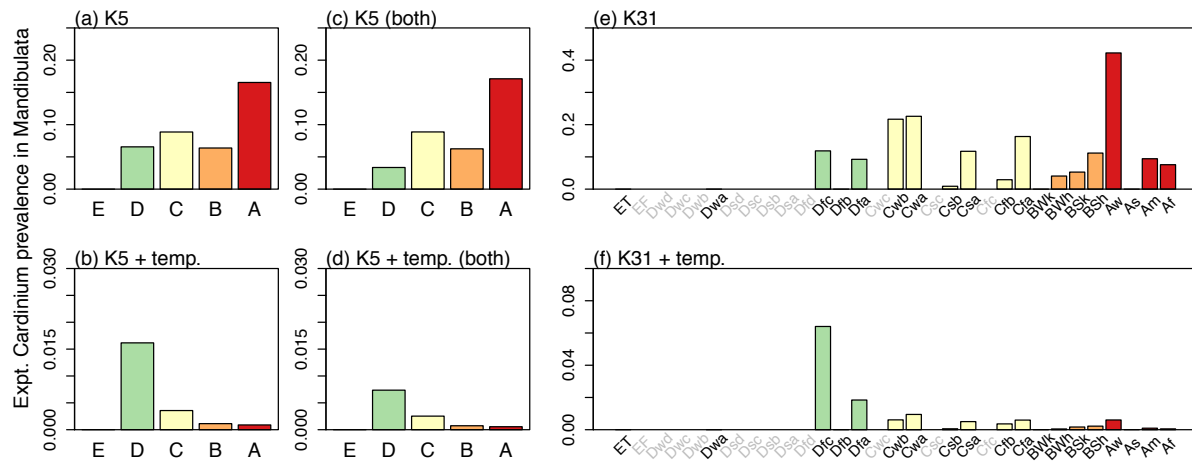 Expt. Cardinium prevalence in Mandibulata
(a) K5
0.20
0.10
0.00
E D C B A
(c) K5 (both)
0.20
0.10
0.00
E D C B A
(e) K31
0.4
0.2
0.0
ET EF Dwd Dwc Dwb Dwa Dsd Dsc Dsb Dsa Dfd Dfc Dfb Dfa Cwc Cwb Cwa Csc Csb Csa Cfc Cfb Cfa BWk BWh BSk BSh Aw As Am Af
(b) K5 + temp.
0.030
0.015
0.000
E D C B A
(d) K5 + temp. (both)
0.030
0.015
0.000
E D C B A
(f) K31 + temp.
0.08
0.04
0.00
ET EF Dwd Dwc Dwb Dwa Dsd Dsc Dsb Dsa Dfd Dfc Dfb Dfa Cwc Cwb Cwa Csc Csb Csa Cfc Cfb Cfa BWk BWh BSk BSh Aw As Am Af